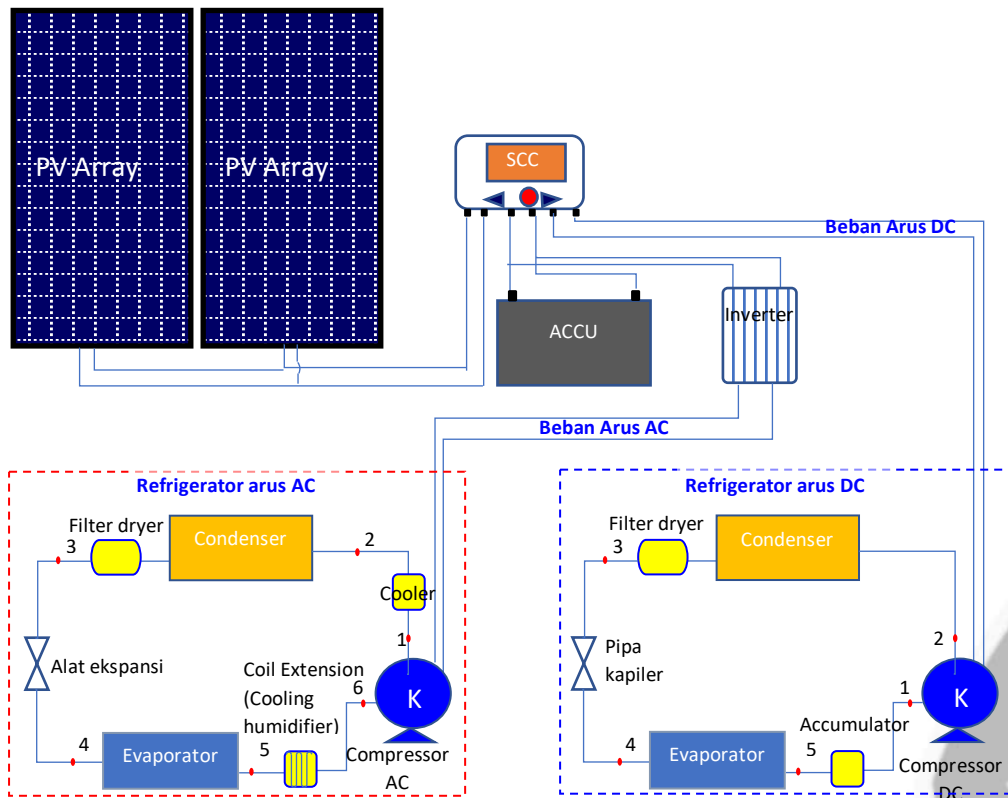 PV Array
PV Array
SCC
Beban Arus DC
ACCU
Inverter
Beban Arus AC
Refrigerator arus AC
Filter dryer
3
Condenser
2
Cooler
1
Alat ekspansi
Coil Extension
(Cooling
humidifier)
6
K
4
Evaporator
5
Compressor
AC
Refrigerator arus DC
Filter dryer
3
Condenser
2
Pipa
kapiler
1
K
Accumulator
4
Evaporator
5
Compressor
DC